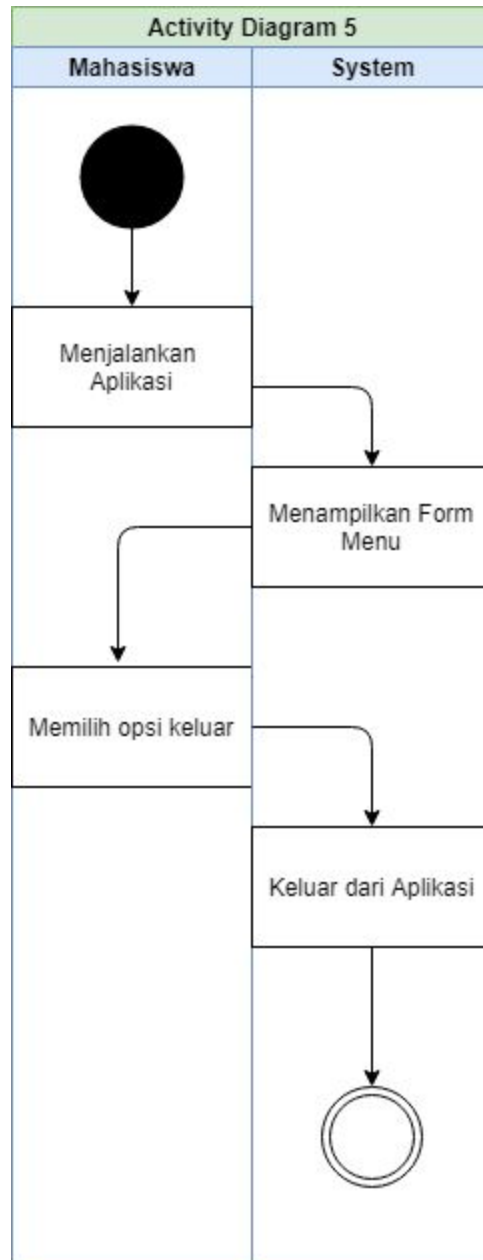 Activity Diagram 5
Mahasiswa
System
Menjalankan
Aplikasi
Menampilkan Form
Menu
Memilih opsi keluar
Keluar dari Aplikasi